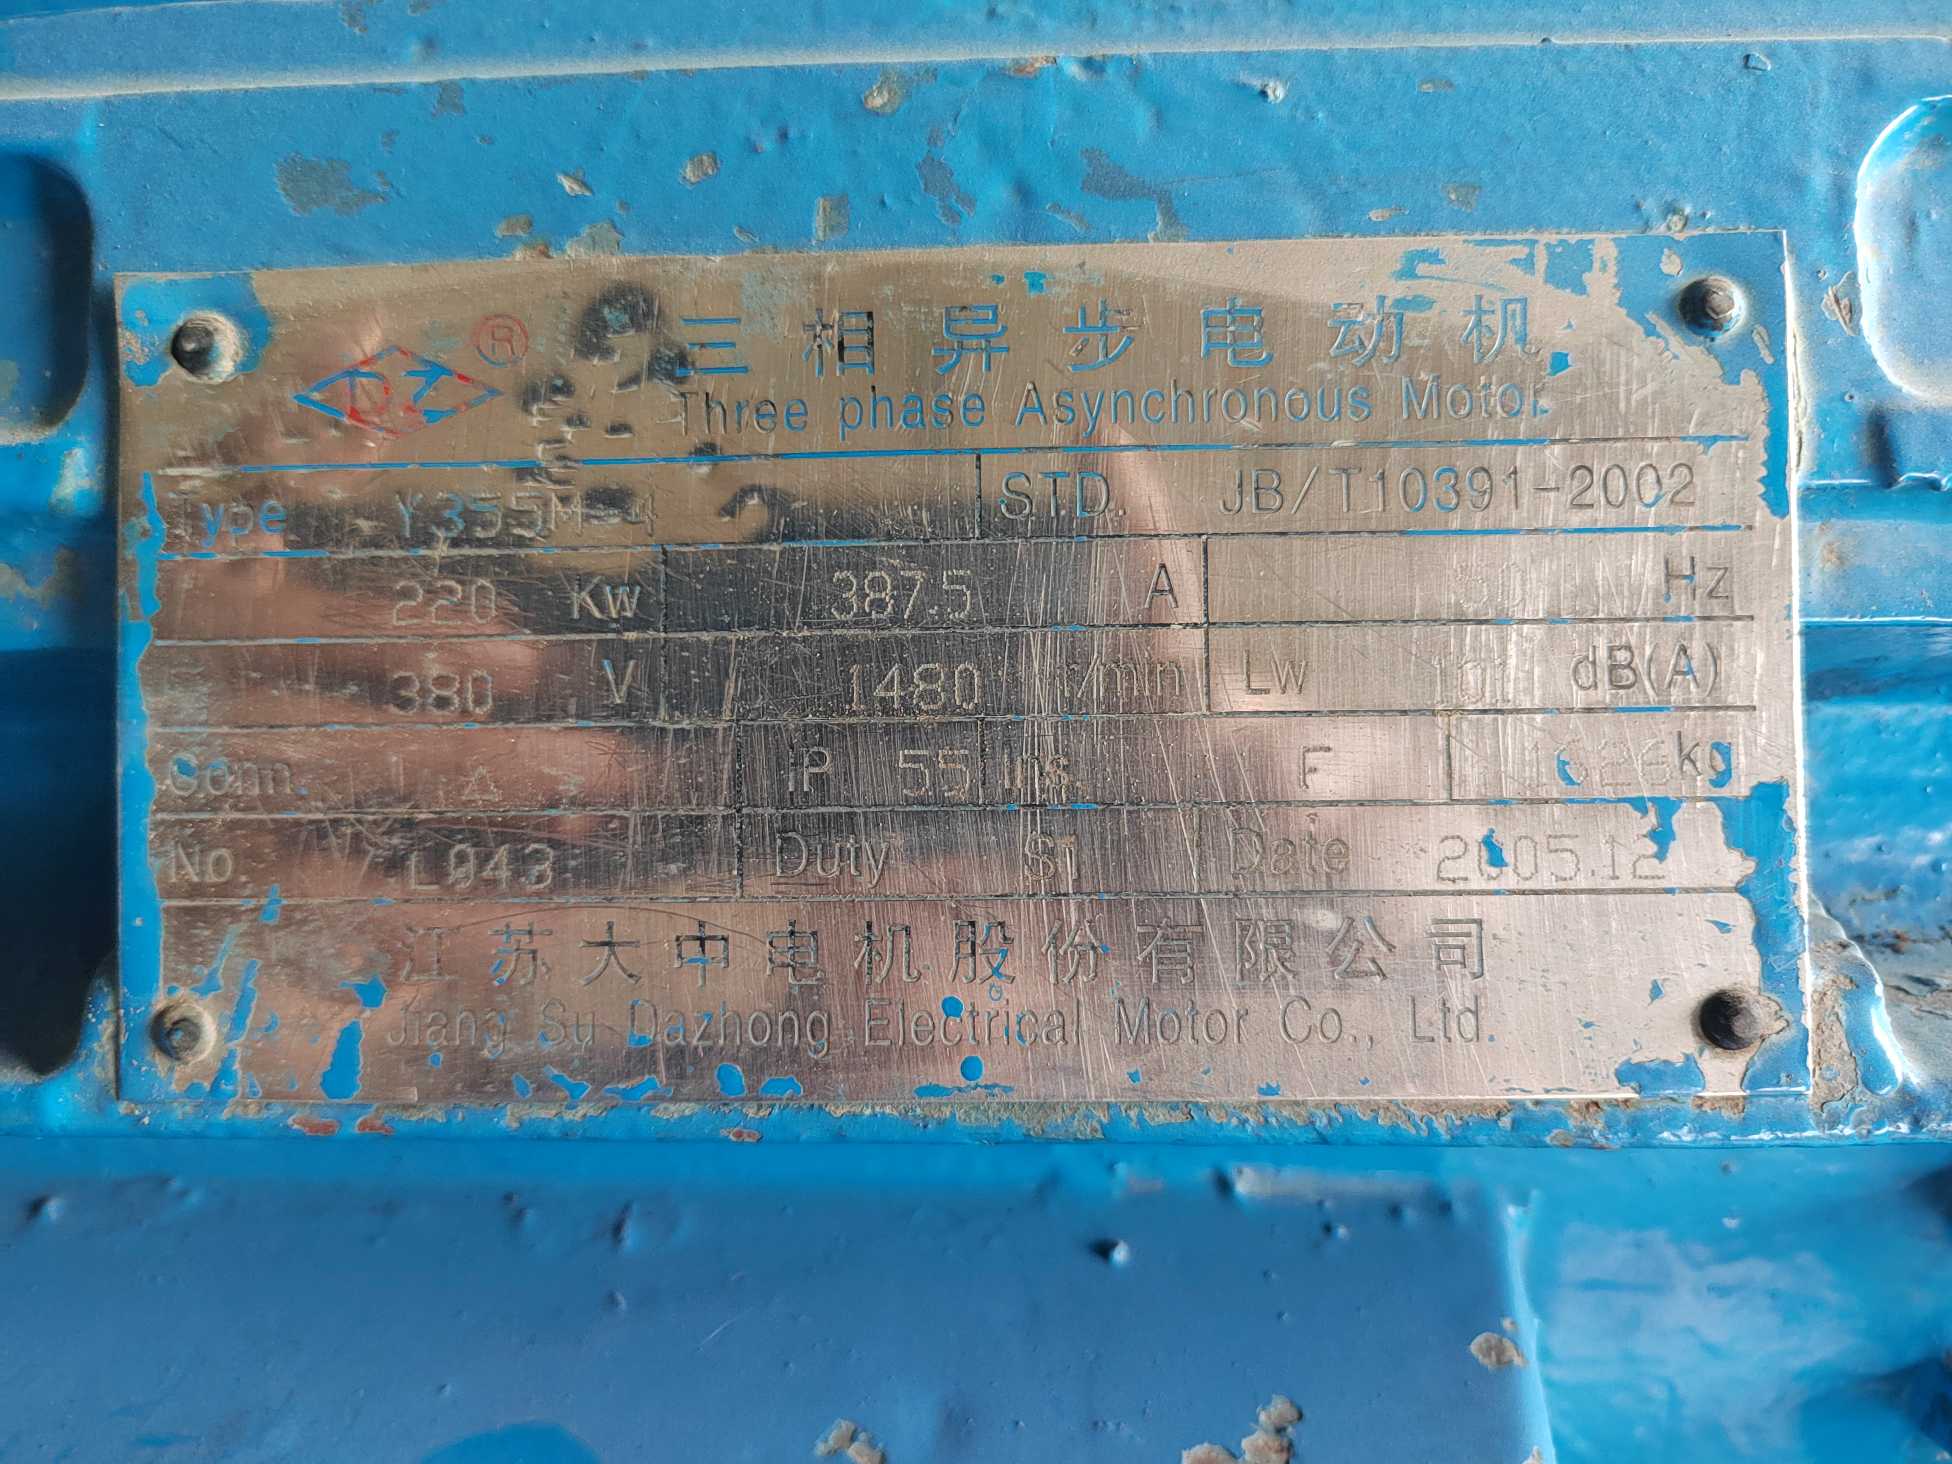 DZ ®
三相异步电动机
Three phase Asynchronous Motor
Type Y355M-4 STD. JB/T10391-2002
220 Kw 387.5 A 50 Hz
380 V 1480 r/min Lw 101 dB(A)
Conn. △ IP 55 Ins. F kg
No. L943 Duty S1 Date 2005.12
江苏大中电机股份有限公司
Jiang Su Dazhong Electrical Motor Co., Ltd.